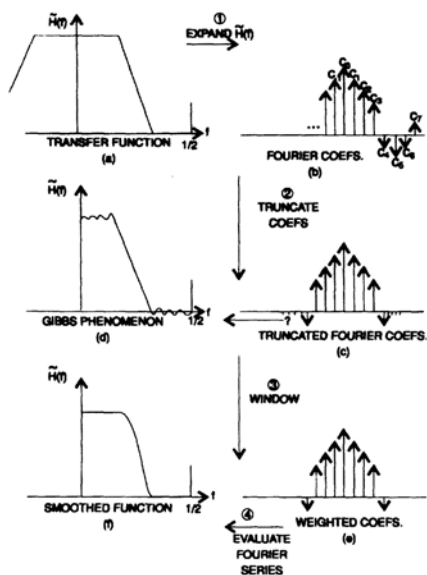 H̃(f)
①
EXPAND H̃(f)
f
1/2
TRANSFER FUNCTION
(a)
...
C₁ C₀ C₁ C₂ C₃ C₄ C₅ C₆ C₇
FOURIER COEFS.
(b)
②
TRUNCATE
COEFS
H̃(f)
f
1/2
GIBBS PHENOMENON
(d)
?
TRUNCATED FOURIER COEFS.
(c)
③
WINDOW
H̃(f)
f
1/2
SMOOTHED FUNCTION
(f)
WEIGHTED COEFS.
(e)
④
EVALUATE
FOURIER
SERIES